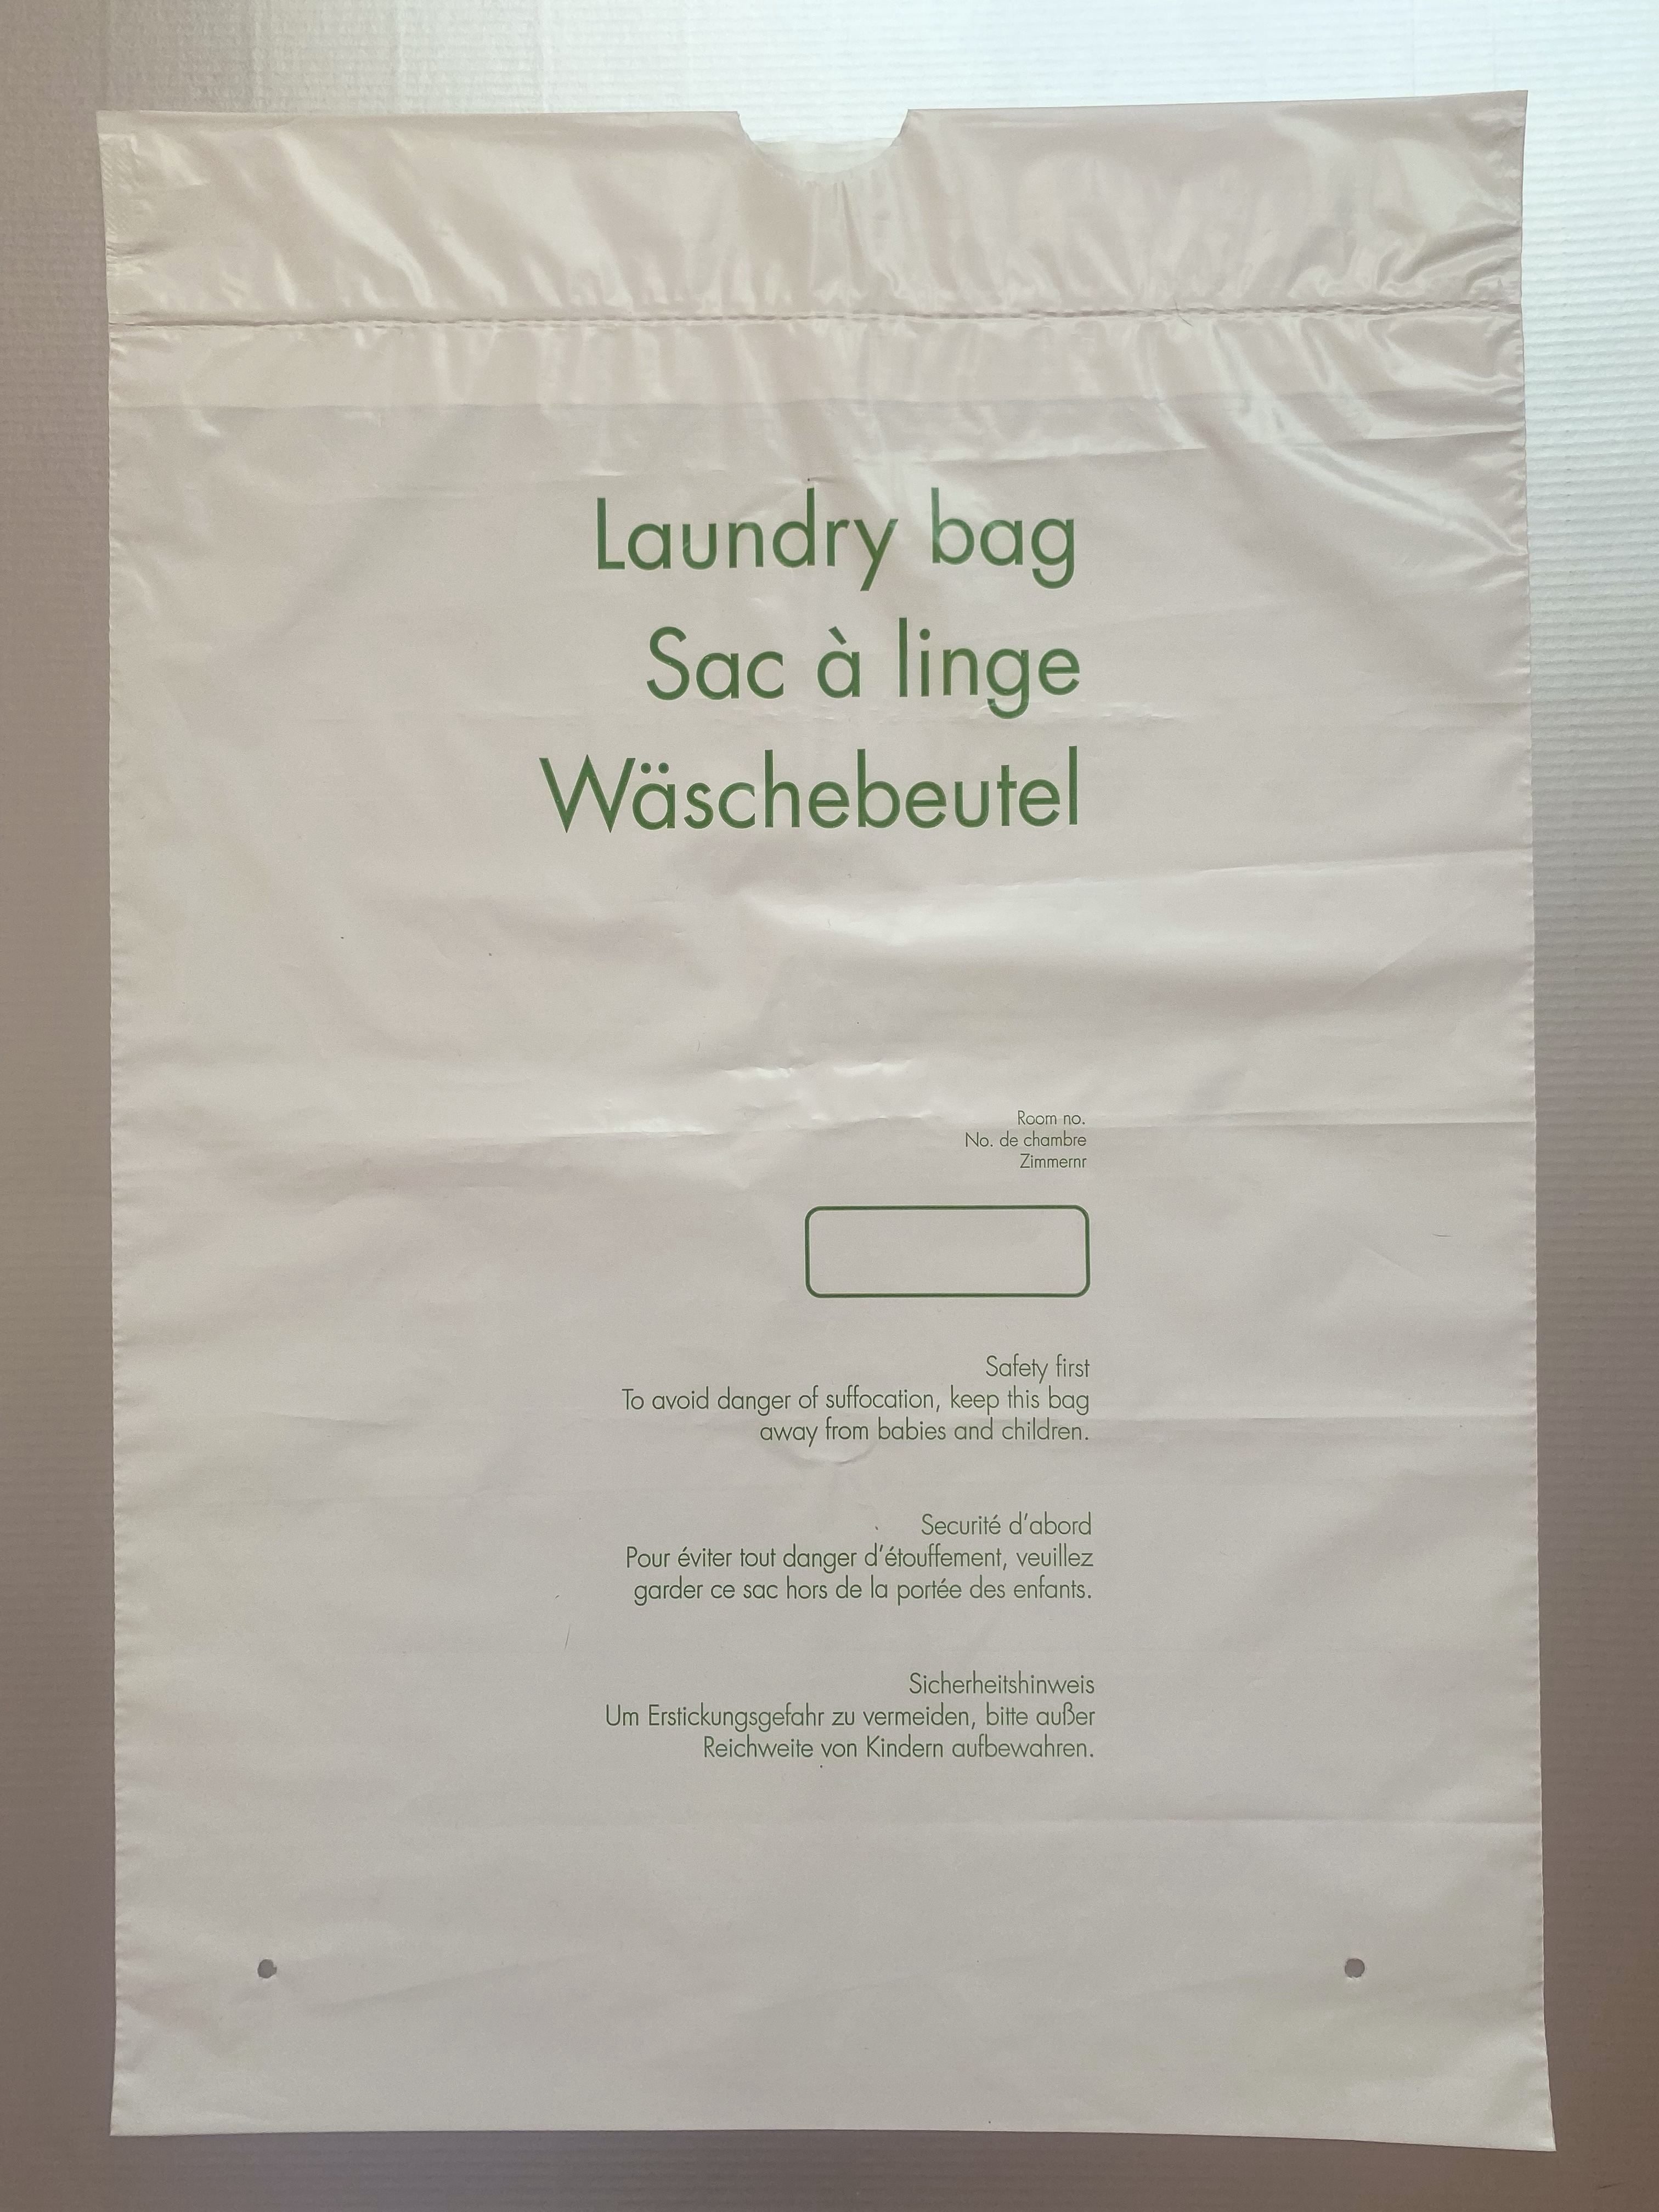 Laundry bag
Sac à linge
Wäschebeutel
Room no.
No. de chambre
Zimmernr
Safety first
To avoid danger of suffocation, keep this bag
away from babies and children.
Securité d'abord
Pour éviter tout danger d'étouffement, veuillez
garder ce sac hors de la portée des enfants.
Sicherheitshinweis
Um Erstickungsgefahr zu vermeiden, bitte außer
Reichweite von Kindern aufbewahren.